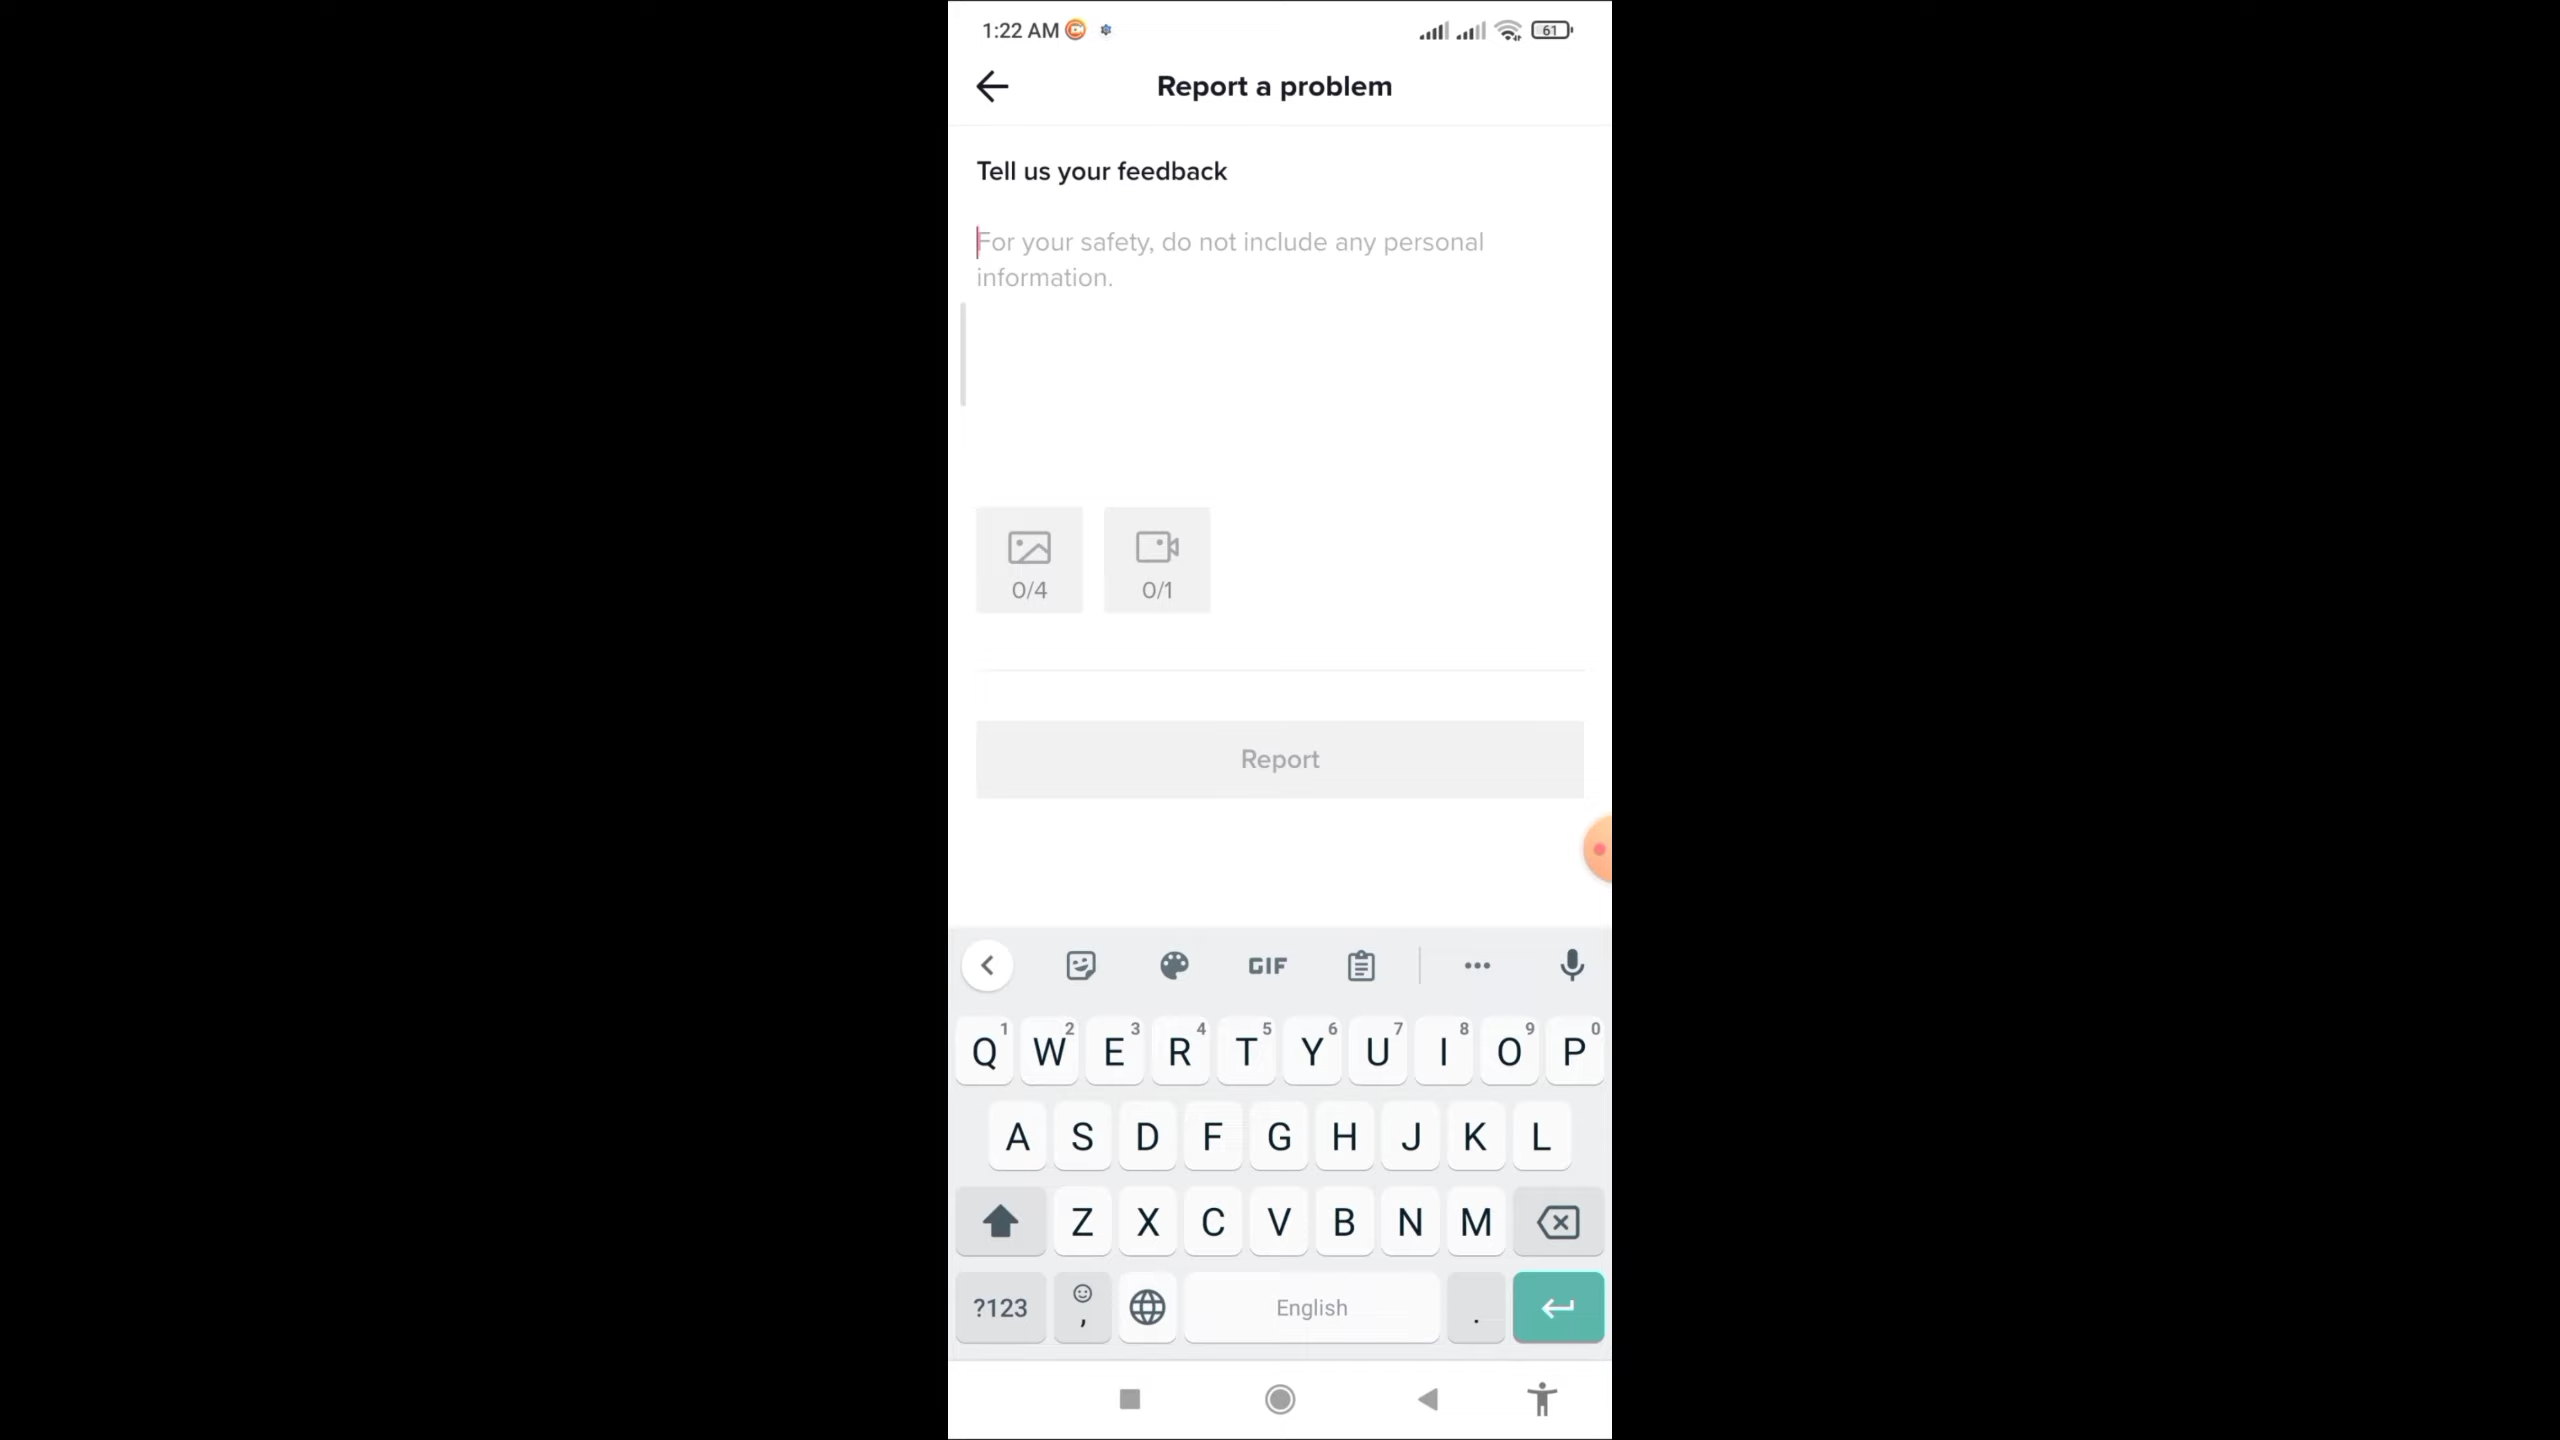 1:22 AM 61
Report a problem
Tell us your feedback
For your safety, do not include any personal
information.
0/4 0/1
Report
GIF
1 2 3 4 5 6 7 8 9 0
Q W E R T Y U I O P
A S D F G H J K L
Z X C V B N M
?123 , English .